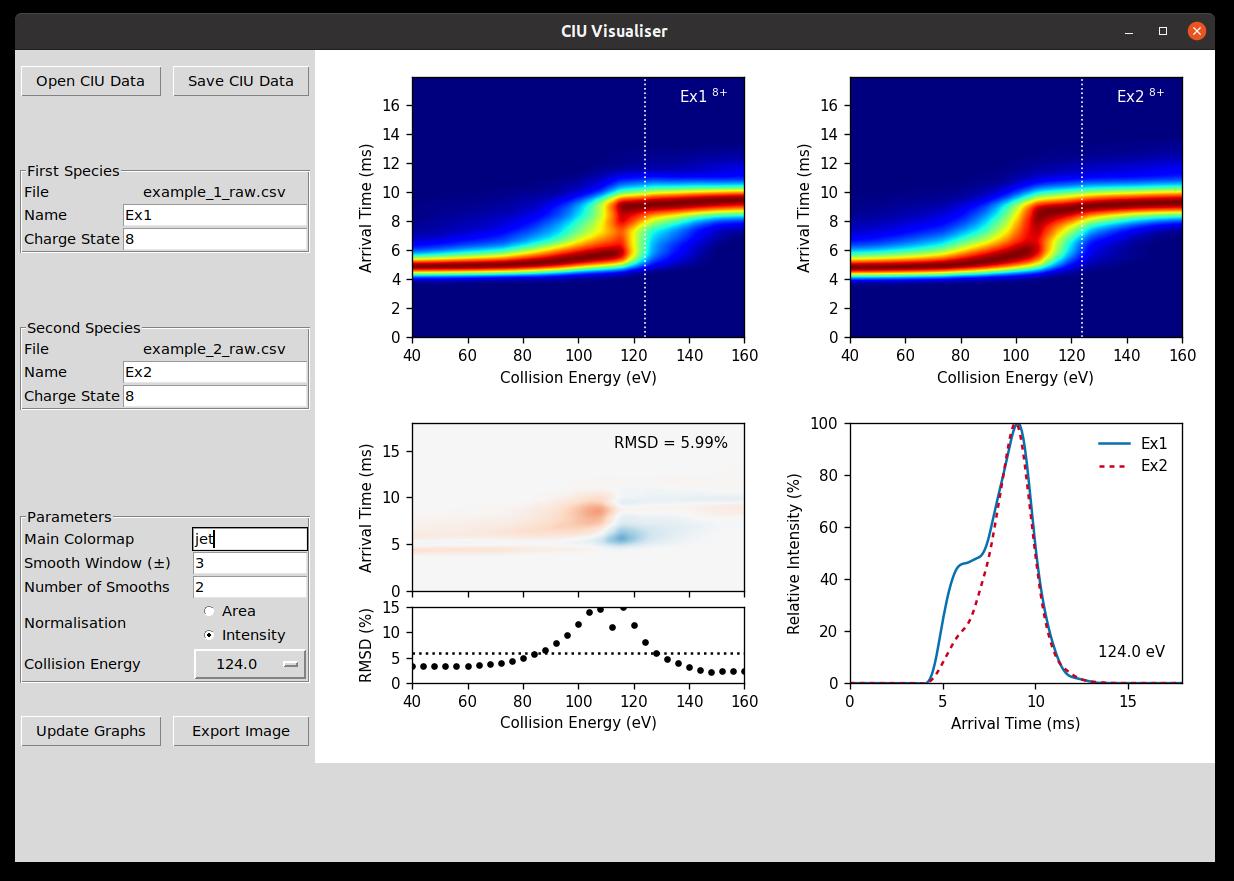 CIU Visualiser
Open CIU Data
Save CIU Data
First Species
File example_1_raw.csv
Name Ex1
Charge State 8
Second Species
File example_2_raw.csv
Name Ex2
Charge State 8
Parameters
Main Colormap jet
Smooth Window (±) 3
Number of Smooths 2
Normalisation
Area
Intensity
Collision Energy 124.0
Update Graphs
Export Image
Ex1 8+
Arrival Time (ms)
16
14
12
10
8
6
4
2
0
40 60 80 100 120 140 160
Collision Energy (eV)
Ex2 8+
Arrival Time (ms)
16
14
12
10
8
6
4
2
0
40 60 80 100 120 140 160
Collision Energy (eV)
RMSD = 5.99%
Arrival Time (ms)
15
10
5
0
RMSD (%)
15
10
5
0
40 60 80 100 120 140 160
Collision Energy (eV)
Ex1
Ex2
Relative Intensity (%)
100
80
60
40
20
0
124.0 eV
0 5 10 15
Arrival Time (ms)